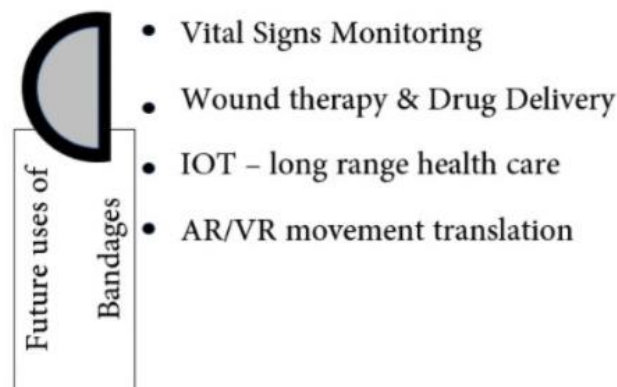 • Vital Signs Monitoring
• Wound therapy & Drug Delivery
• IOT – long range health care
• AR/VR movement translation
Future uses of
Bandages